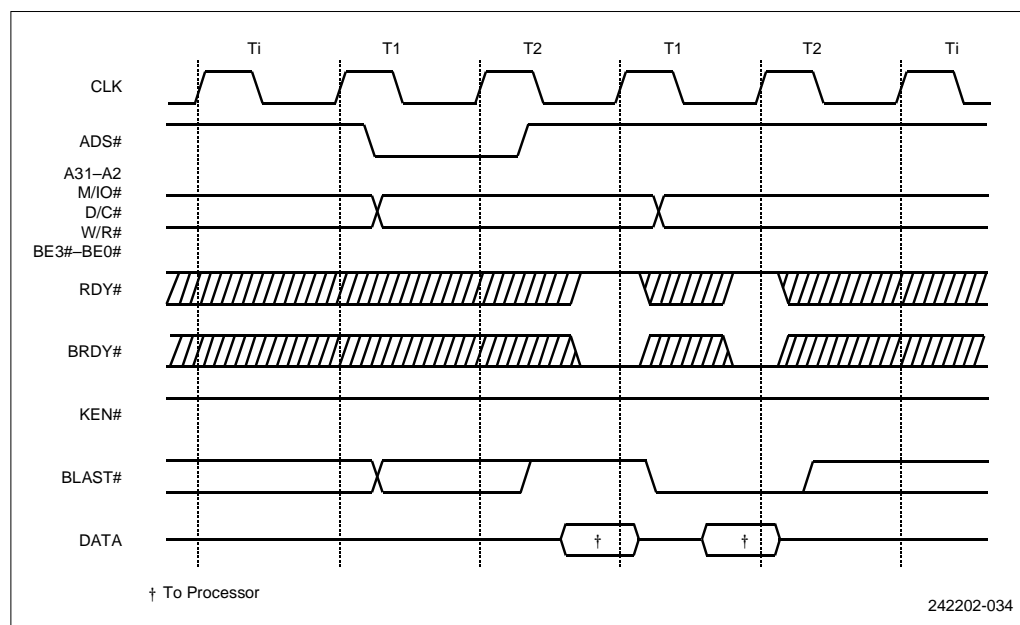 Ti T1 T2 T1 T2 Ti
CLK
ADS#
A31–A2
M/IO#
D/C#
W/R#
BE3#–BE0#
RDY#
BRDY#
KEN#
BLAST#
DATA † †
† To Processor
242202-034